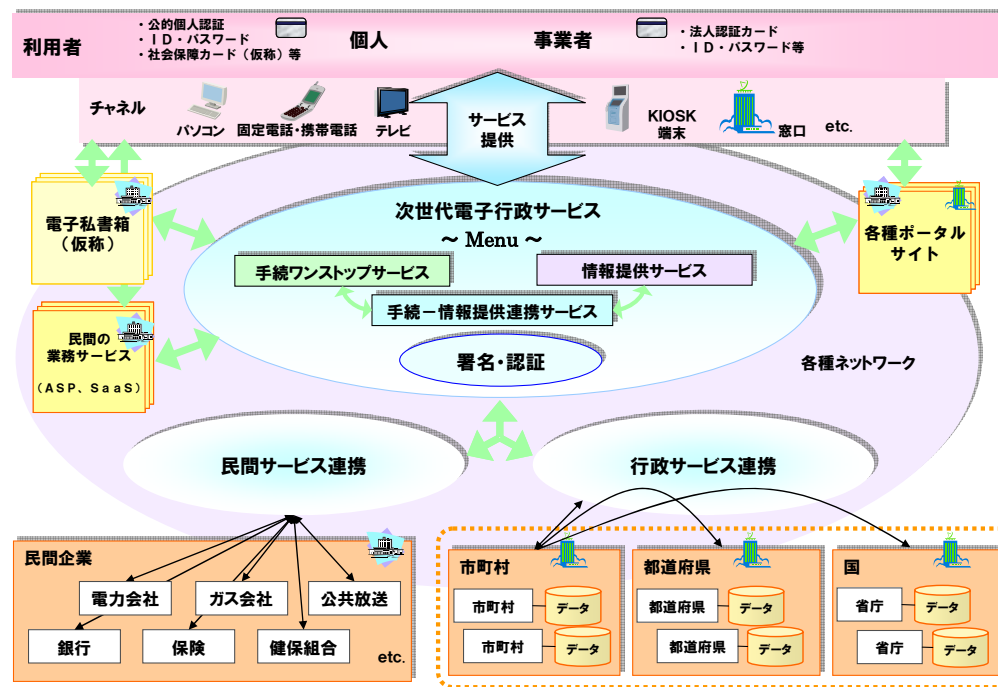 利用者
・公的個人認証
・ＩＤ・パスワード
・社会保障カード（仮称）等
個人
事業者
・法人認証カード
・ＩＤ・パスワード等
チャネル
パソコン
固定電話・携帯電話
テレビ
サービス
提供
KIOSK
端末
窓口
etc.
電子私書箱
（仮称）
次世代電子行政サービス
～ Menu ～
手続ワンストップサービス
情報提供サービス
手続－情報提供連携サービス
署名・認証
各種ポータル
サイト
民間の
業務サービス
（ＡＳＰ、ＳａａＳ）
各種ネットワーク
民間サービス連携
行政サービス連携
民間企業
電力会社
ガス会社
公共放送
銀行
保険
健保組合
etc.
市町村
市町村
データ
市町村
データ
都道府県
都道府県
データ
都道府県
データ
国
省庁
データ
省庁
データ